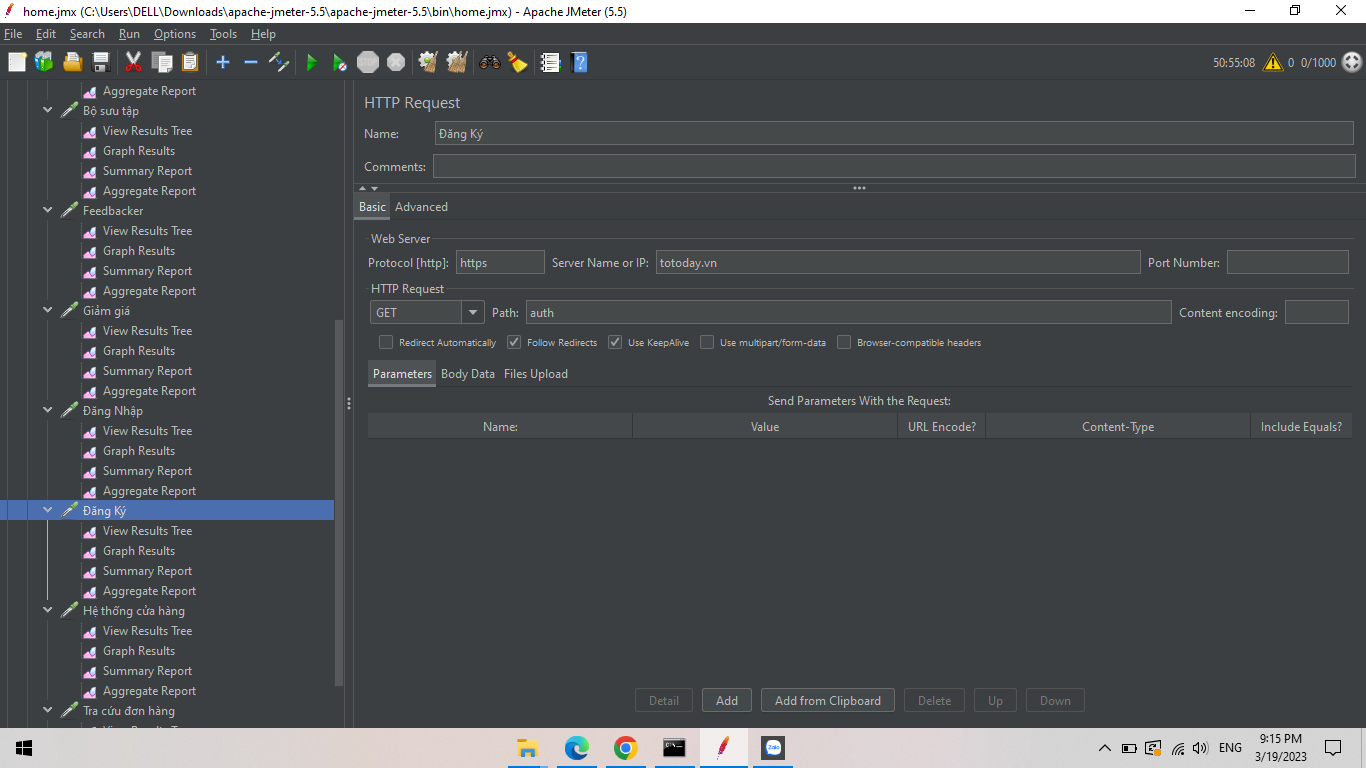 home.jmx (C:\Users\DELL\Downloads\apache-jmeter-5.5\apache-jmeter-5.5\bin\home.jmx) - Apache JMeter (5.5)
File Edit Search Run Options Tools Help
STOP
50:55:08 0 0/1000
Aggregate Report
Bộ sưu tập
View Results Tree
Graph Results
Summary Report
Aggregate Report
Feedbacker
View Results Tree
Graph Results
Summary Report
Aggregate Report
Giảm giá
View Results Tree
Graph Results
Summary Report
Aggregate Report
Đăng Nhập
View Results Tree
Graph Results
Summary Report
Aggregate Report
Đăng Ký
View Results Tree
Graph Results
Summary Report
Aggregate Report
Hệ thống cửa hàng
View Results Tree
Graph Results
Summary Report
Aggregate Report
Tra cứu đơn hàng
HTTP Request
Name: Đăng Ký
Comments:
Basic Advanced
Web Server
Protocol [http]: https Server Name or IP: totoday.vn Port Number:
HTTP Request
GET Path: auth Content encoding:
Redirect Automatically Follow Redirects Use KeepAlive Use multipart/form-data Browser-compatible headers
Parameters Body Data Files Upload
Send Parameters With the Request:
Name: Value URL Encode? Content-Type Include Equals?
Detail Add Add from Clipboard Delete Up Down
Zalo
ENG
9:15 PM
3/19/2023